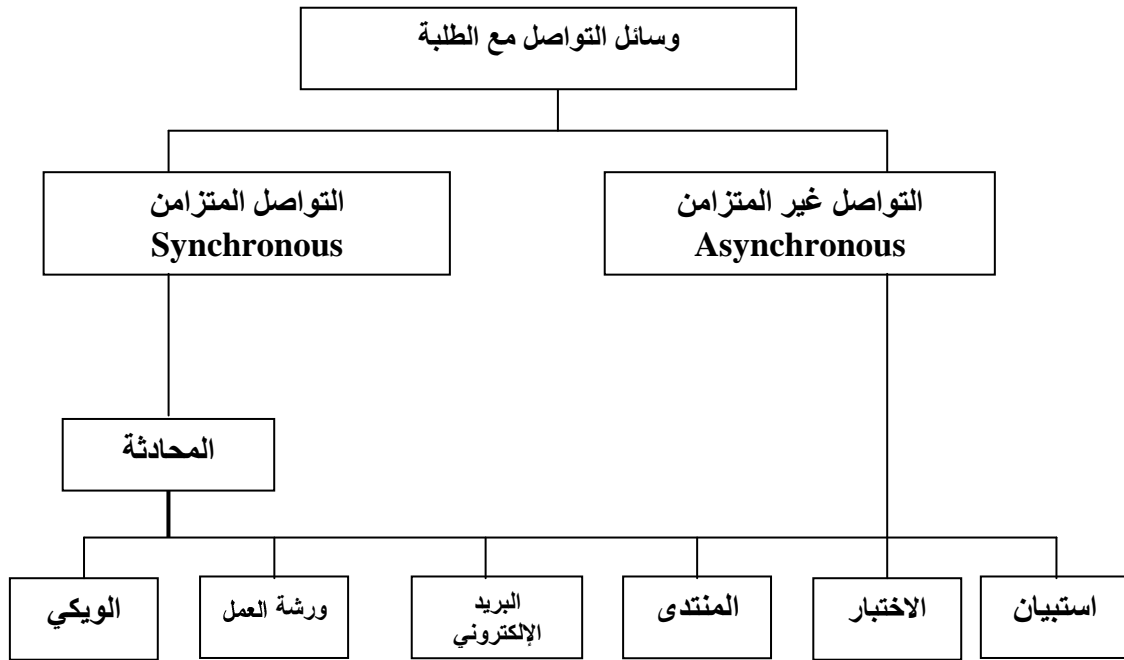 وسائل التواصل مع الطلبة
التواصل غير المتزامن
Asynchronous
التواصل المتزامن
Synchronous
المحادثة
استبيان
الاختبار
المنتدى
البريد
الإلكتروني
ورشة العمل
الويكي